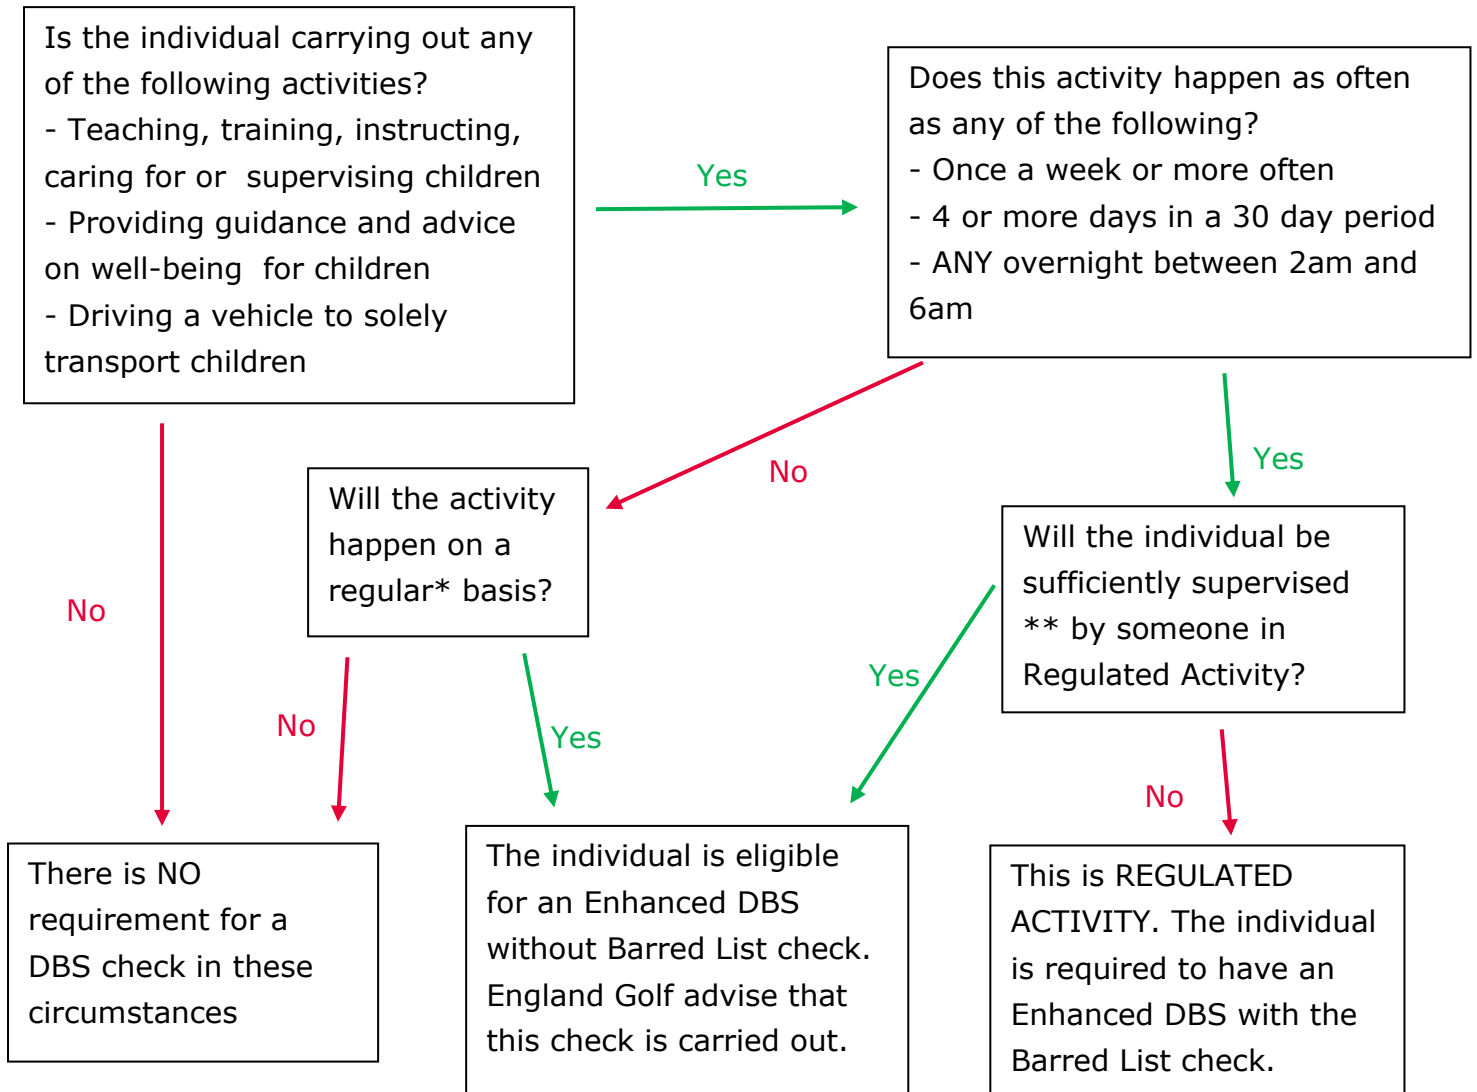 Is the individual carrying out any
of the following activities?
- Teaching, training, instructing,
caring for or supervising children
- Providing guidance and advice
on well-being for children
- Driving a vehicle to solely
transport children
Yes
Does this activity happen as often
as any of the following?
- Once a week or more often
- 4 or more days in a 30 day period
- ANY overnight between 2am and
6am
No
Yes
Will the activity
happen on a
regular* basis?
Will the individual be
sufficiently supervised
** by someone in
Regulated Activity?
No
No
Yes
Yes
No
There is NO
requirement for a
DBS check in these
circumstances
The individual is eligible
for an Enhanced DBS
without Barred List check.
England Golf advise that
this check is carried out.
This is REGULATED
ACTIVITY. The individual
is required to have an
Enhanced DBS with the
Barred List check.